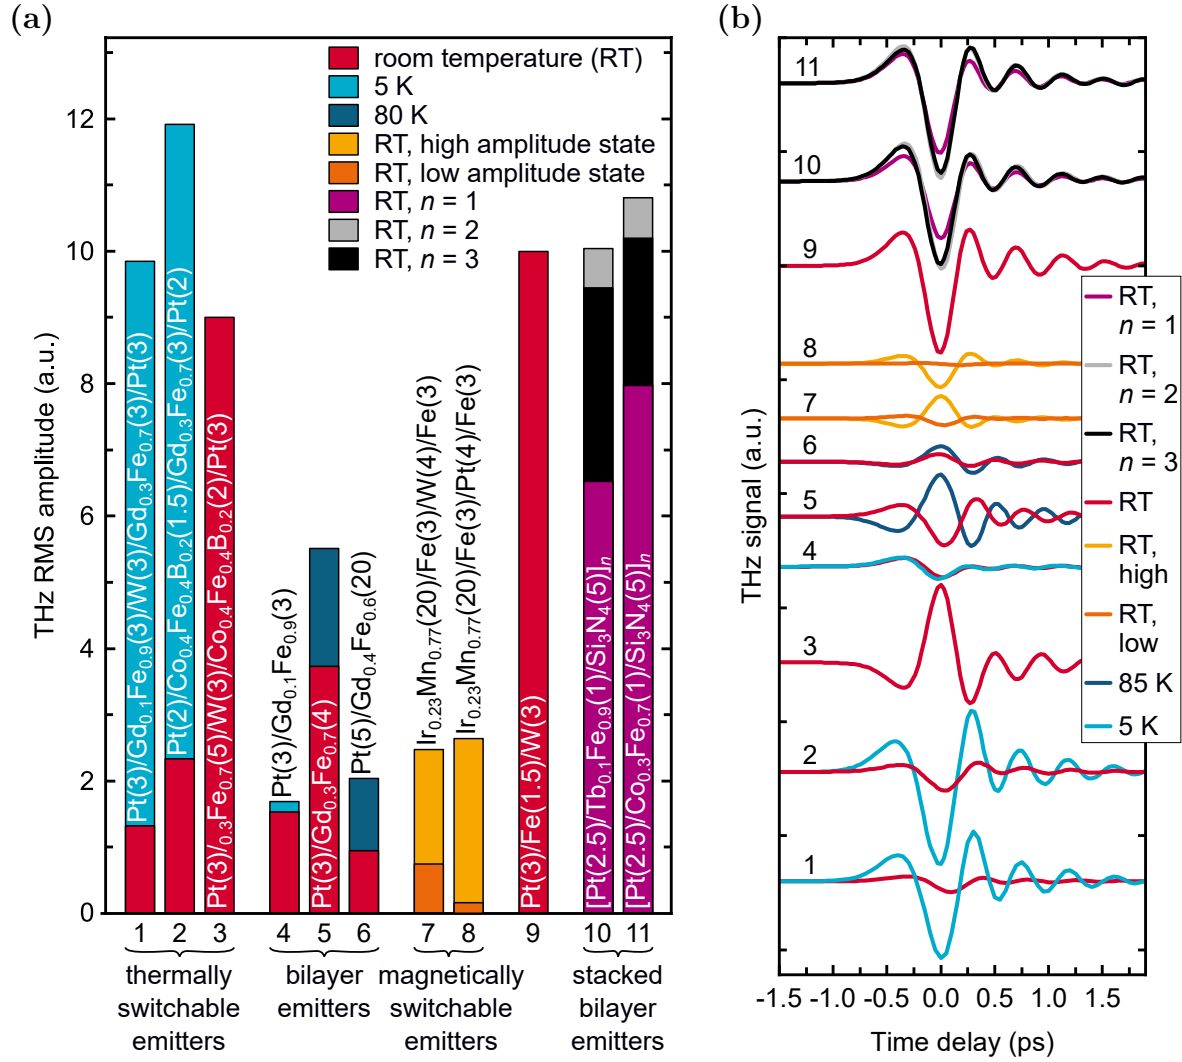 (a)
THz RMS amplitude (a.u.)
12
10
8
6
4
2
0
room temperature (RT)
5 K
80 K
RT, high amplitude state
RT, low amplitude state
RT, n = 1
RT, n = 2
RT, n = 3
Pt(3)/Gd₀.₁Fe₀.₉(3)/W(3)/Gd₀.₃Fe₀.₇(3)/Pt(3)
Pt(2)/Co₀.₄Fe₀.₄B₀.₂(1.5)/Gd₀.₃Fe₀.₇(3)/Pt(2)
Pt(3)/₀.₃Fe₀.₇(5)/W(3)/Co₀.₄Fe₀.₄B₀.₂(2)/Pt(3)
Pt(3)/Gd₀.₁Fe₀.₉(3)
Pt(3)/Gd₀.₃Fe₀.₇(4)
Pt(5)/Gd₀.₄Fe₀.₆(20)
Ir₀.₂₃Mn₀.₇₇(20)/Fe(3)/W(4)/Fe(3)
Ir₀.₂₃Mn₀.₇₇(20)/Fe(3)/Pt(4)/Fe(3)
Pt(3)/Fe(1.5)/W(3)
[Pt(2.5)/Tb₀.₁Fe₀.₉(1)/Si₃N₄(5)]ₙ
[Pt(2.5)/Co₀.₃Fe₀.₇(1)/Si₃N₄(5)]ₙ
1 2 3 4 5 6 7 8 9 10 11
thermally
switchable
emitters
bilayer
emitters
magnetically
switchable
emitters
stacked
bilayer
emitters
(b)
THz signal (a.u.)
11
10
9
8
7
6
5
4
3
2
1
RT,
n = 1
RT,
n = 2
RT,
n = 3
RT
RT,
high
RT,
low
85 K
5 K
-1.5 -1.0 -0.5 0.0 0.5 1.0 1.5
Time delay (ps)